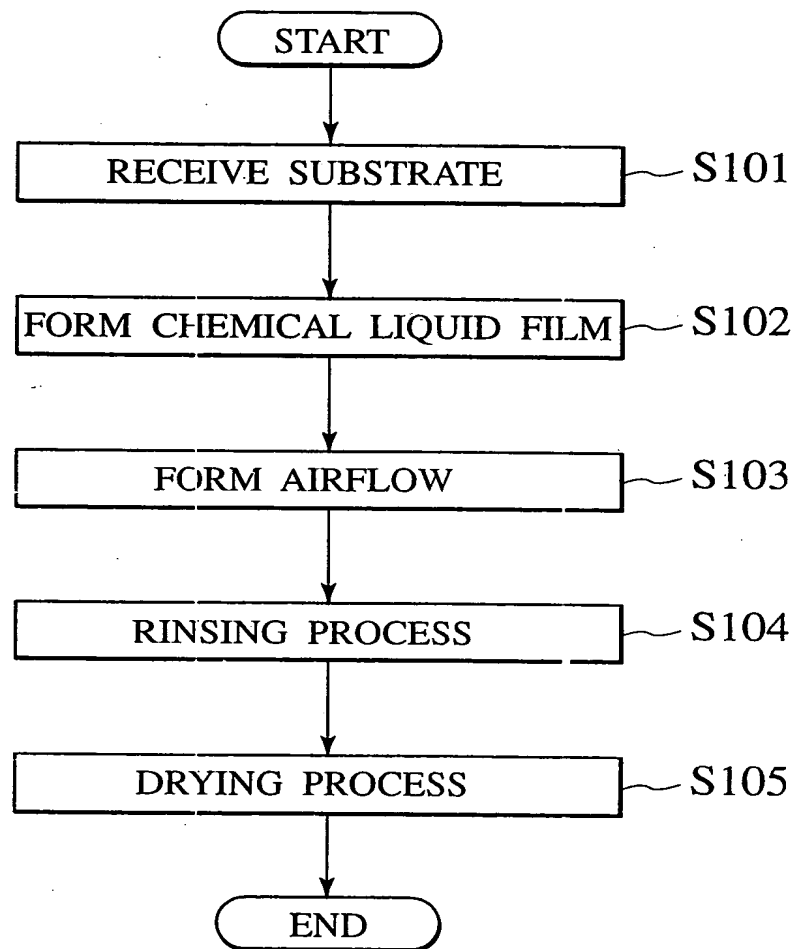 START
RECEIVE SUBSTRATE S101
FORM CHEMICAL LIQUID FILM S102
FORM AIRFLOW S103
RINSING PROCESS S104
DRYING PROCESS S105
END